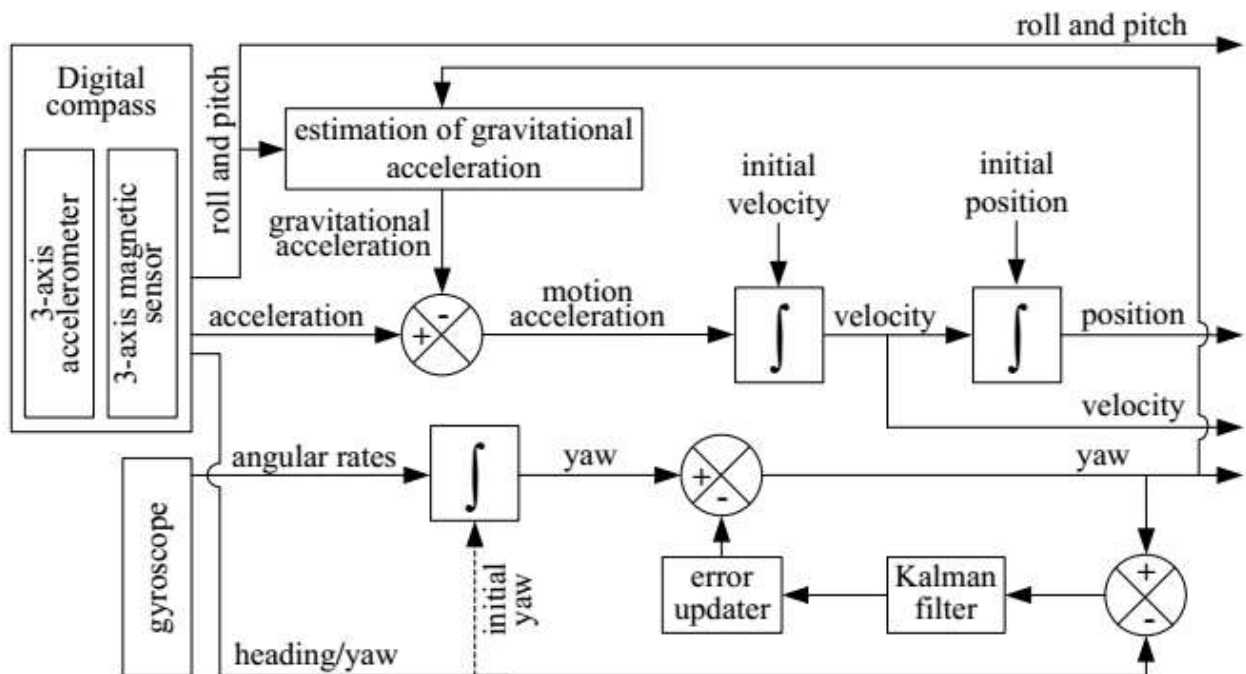 roll and pitch
Digital
compass
roll and pitch
estimation of gravitational
acceleration
initial
velocity
initial
position
3-axis
accelerometer
3-axis magnetic
sensor
gravitational
acceleration
-
acceleration
+
motion
acceleration
∫
velocity
∫
position
velocity
gyroscope
angular rates
∫
yaw
+
-
yaw
initial
yaw
error
updater
Kalman
filter
+
-
heading/yaw